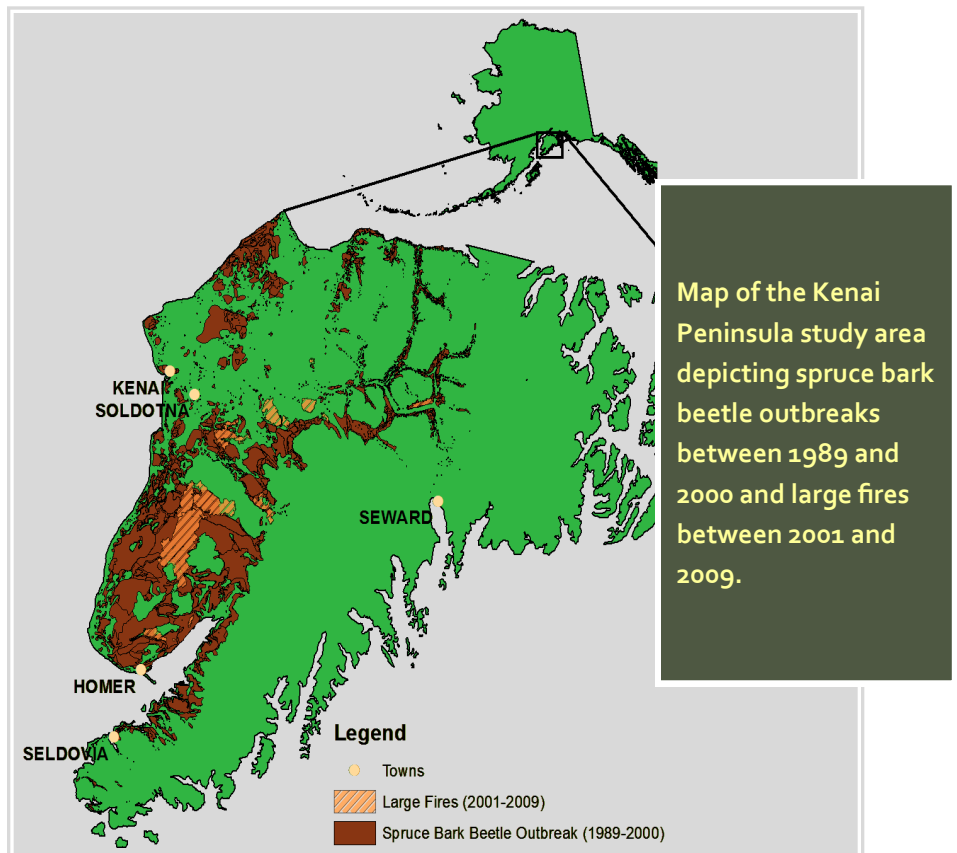 Map of the Kenai
Peninsula study area
depicting spruce bark
beetle outbreaks
between 1989 and
2000 and large fires
between 2001 and
2009.
KENAI
SOLDOTNA
SEWARD
HOMER
SELDOVIA
Legend
Towns
Large Fires (2001-2009)
Spruce Bark Beetle Outbreak (1989-2000)